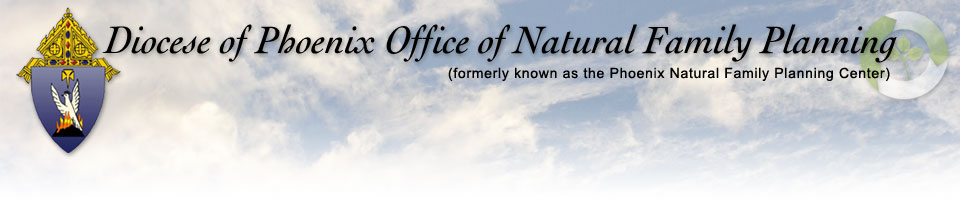 Diocese of Phoenix Office of Natural Family Planning
(formerly known as the Phoenix Natural Family Planning Center)